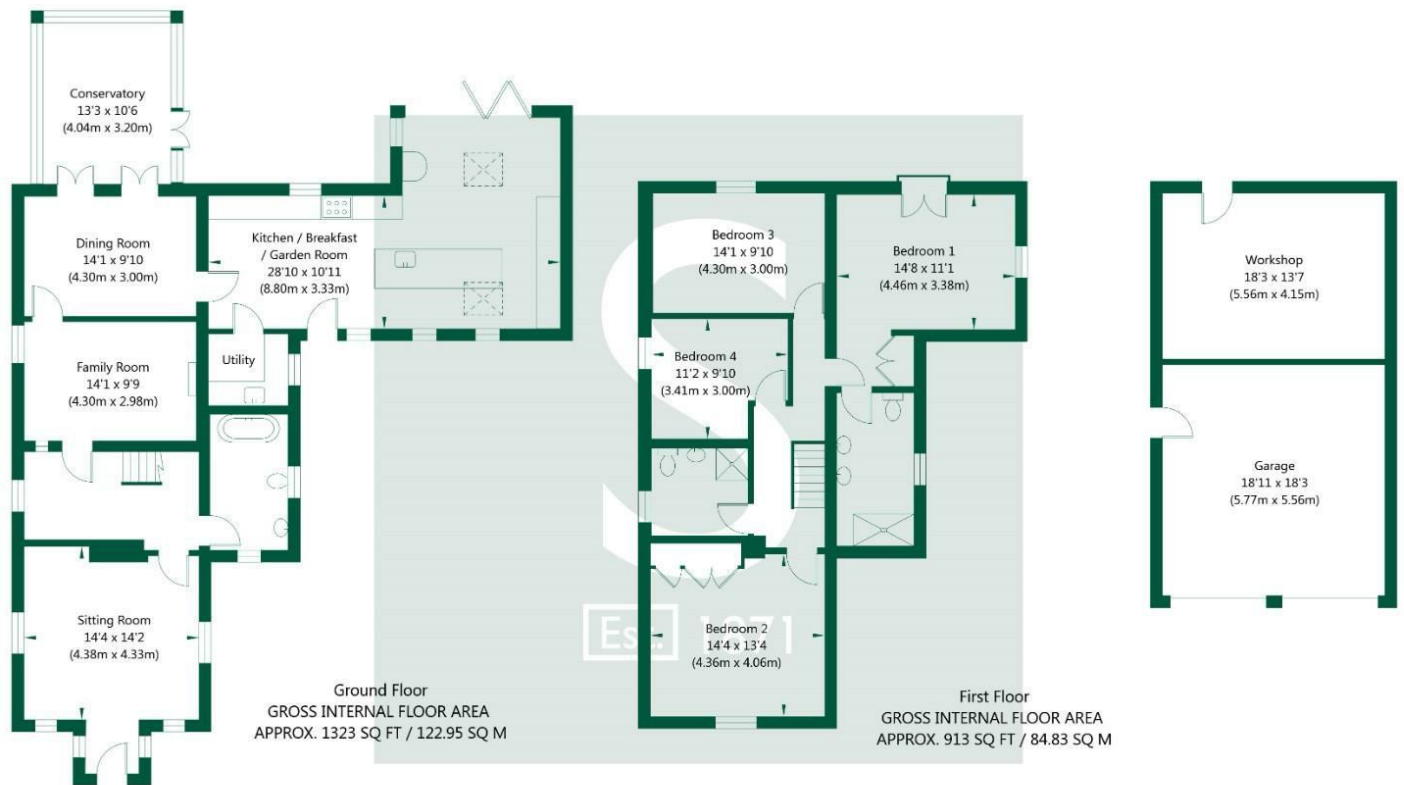 Conservatory
13'3 x 10'6
(4.04m x 3.20m)
Dining Room
14'1 x 9'10
(4.30m x 3.00m)
Kitchen / Breakfast
/ Garden Room
28'10 x 10'11
(8.80m x 3.33m)
Family Room
14'1 x 9'9
(4.30m x 2.98m)
Utility
Sitting Room
14'4 x 14'2
(4.38m x 4.33m)
Ground Floor
GROSS INTERNAL FLOOR AREA
APPROX. 1323 SQ FT / 122.95 SQ M
Bedroom 3
14'1 x 9'10
(4.30m x 3.00m)
Bedroom 1
14'8 x 11'1
(4.46m x 3.38m)
Bedroom 4
11'2 x 9'10
(3.41m x 3.00m)
Bedroom 2
14'4 x 13'4
(4.36m x 4.06m)
First Floor
GROSS INTERNAL FLOOR AREA
APPROX. 913 SQ FT / 84.83 SQ M
S
Est. 1871
Workshop
18'3 x 13'7
(5.56m x 4.15m)
Garage
18'11 x 18'3
(5.77m x 5.56m)